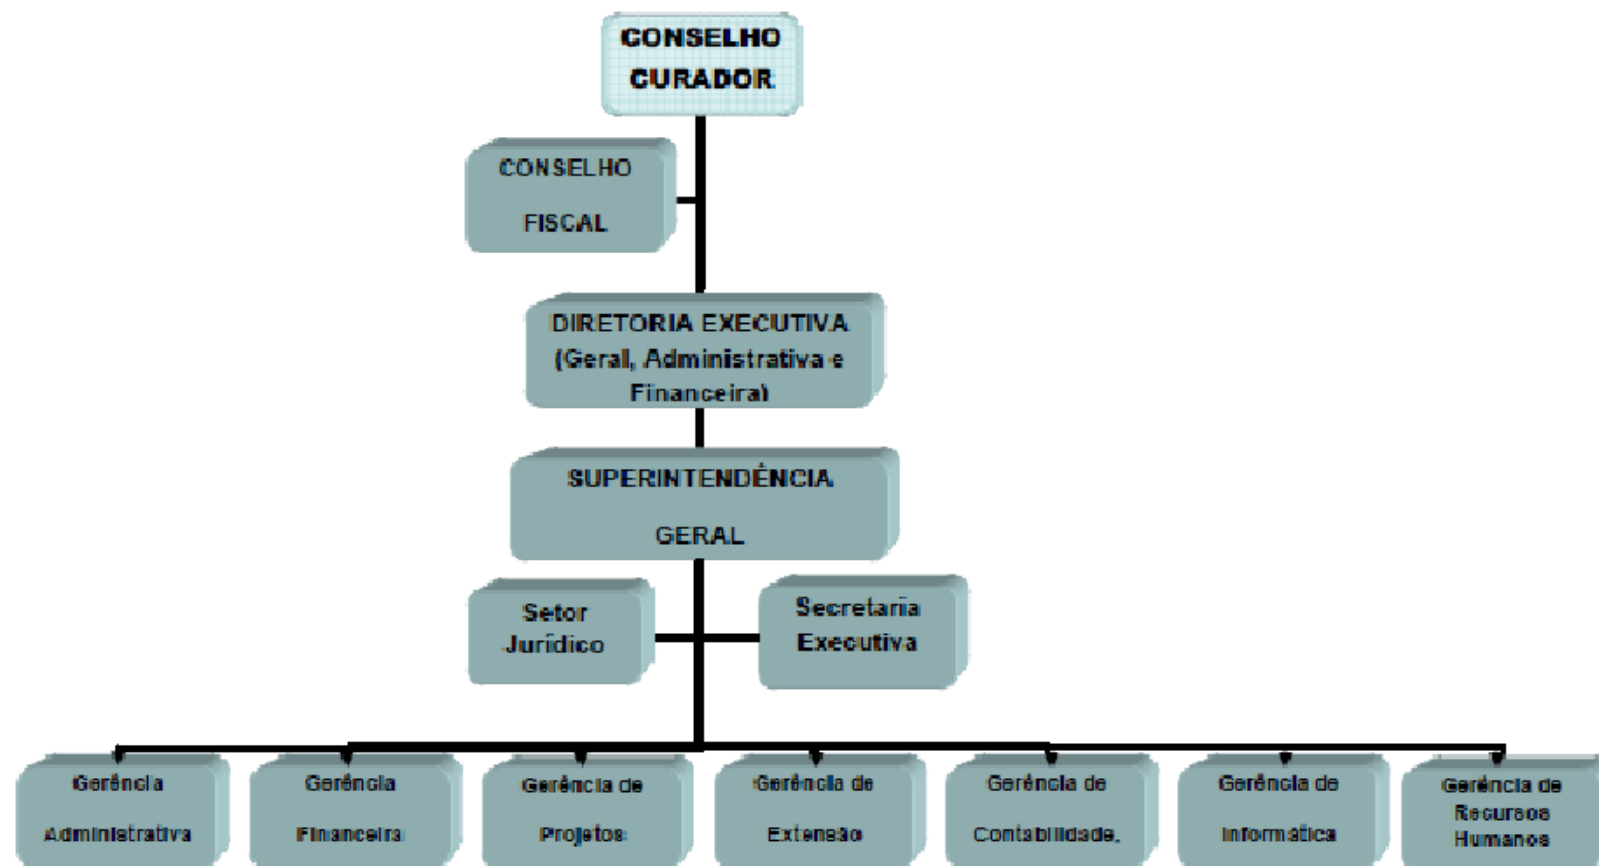 CONSELHO
CURADOR
CONSELHO
FISCAL
DIRETORIA EXECUTIVA
(Geral, Administrativa e
Financeira)
SUPERINTENDÊNCIA
GERAL
Setor
Jurídico
Secretaria
Executiva
Gerência
Administrativa
Gerência
Financeira
Gerência de
Projetos
Gerência de
Extensão
Gerência de
Contabilidade,
Gerência de
Informática
Gerência de
Recursos
Humanos